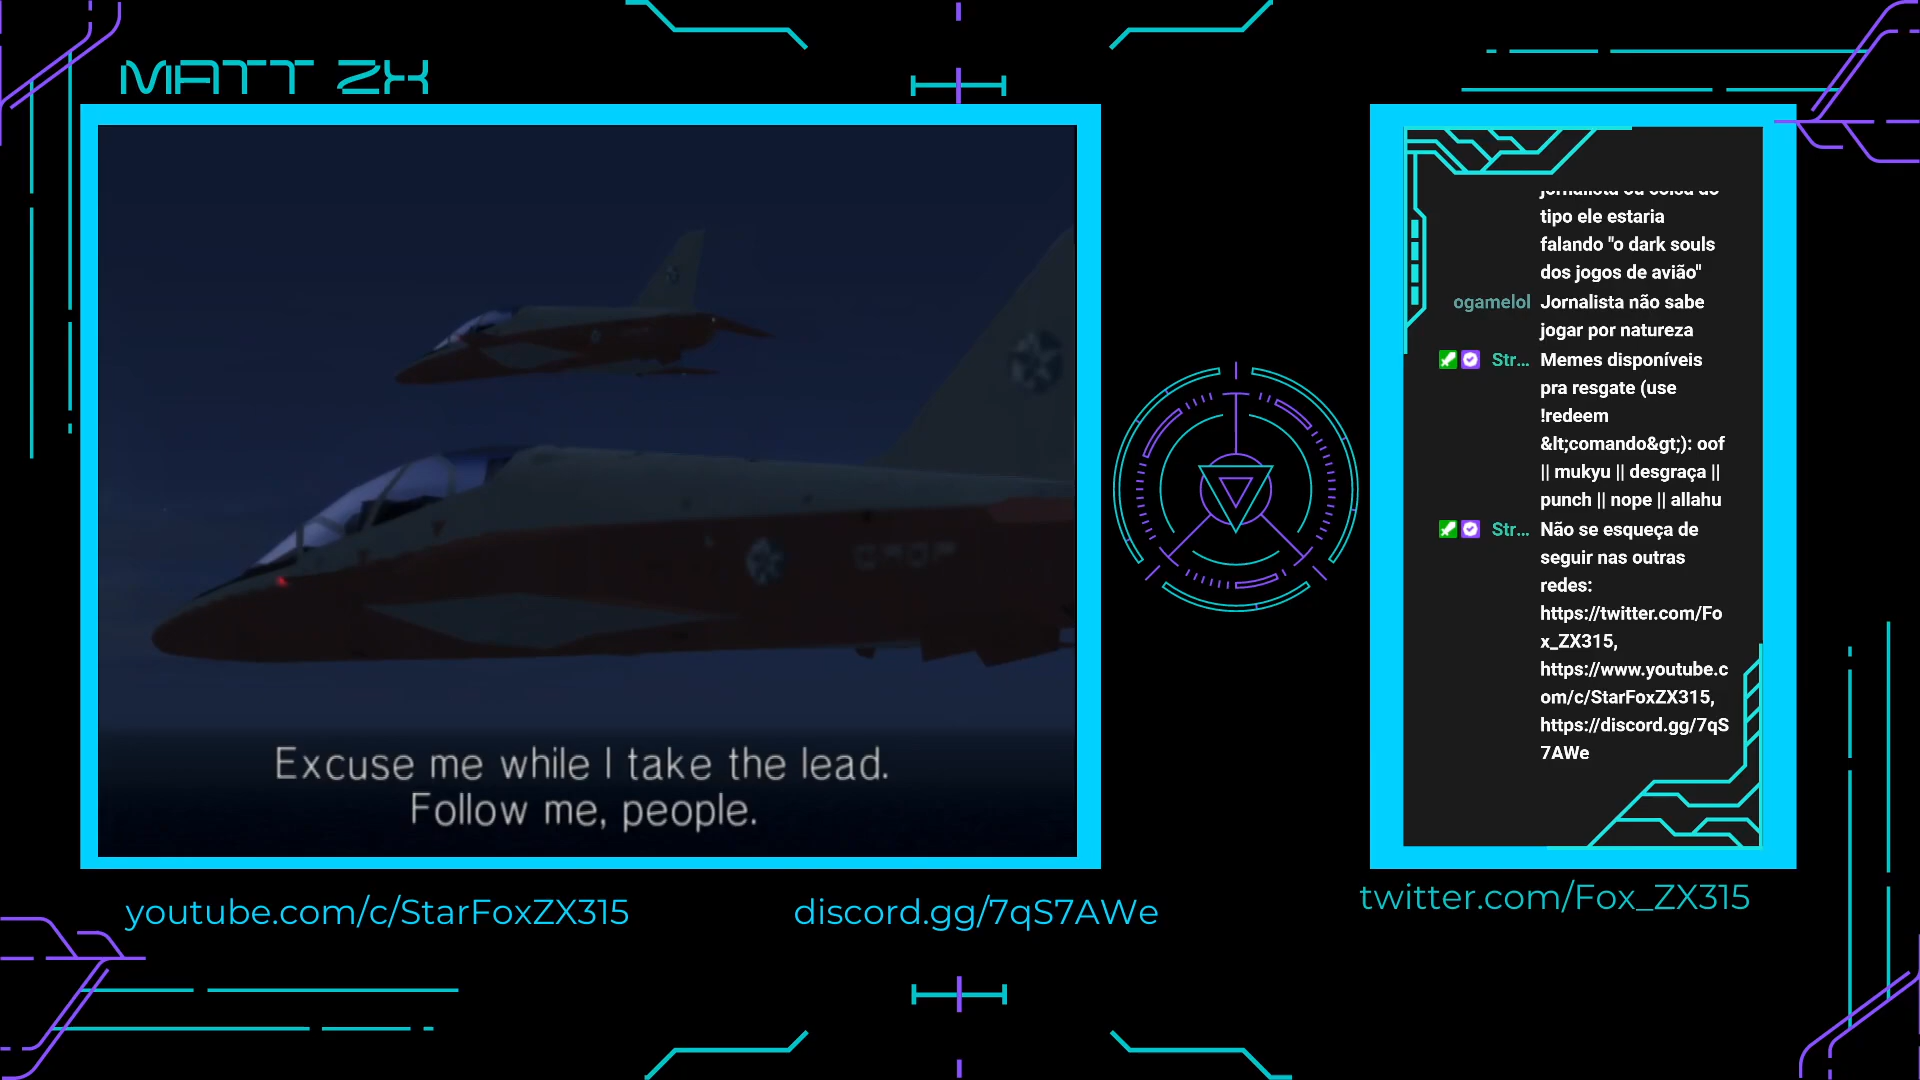 MATT ZX
Excuse me while I take the lead.
Follow me, people.
tipo ele estaria
falando "o dark souls
dos jogos de avião"
ogamelol Jornalista não sabe
jogar por natureza
Str... Memes disponíveis
pra resgate (use
!redeem
&lt;comando&gt;): oof
|| mukyu || desgraça ||
punch || nope || allahu
Str... Não se esqueça de
seguir nas outras
redes:
https://twitter.com/Fo
x_ZX315,
https://www.youtube.c
om/c/StarFoxZX315,
https://discord.gg/7qS
7AWe
youtube.com/c/StarFoxZX315
discord.gg/7qS7AWe
twitter.com/Fox_ZX315